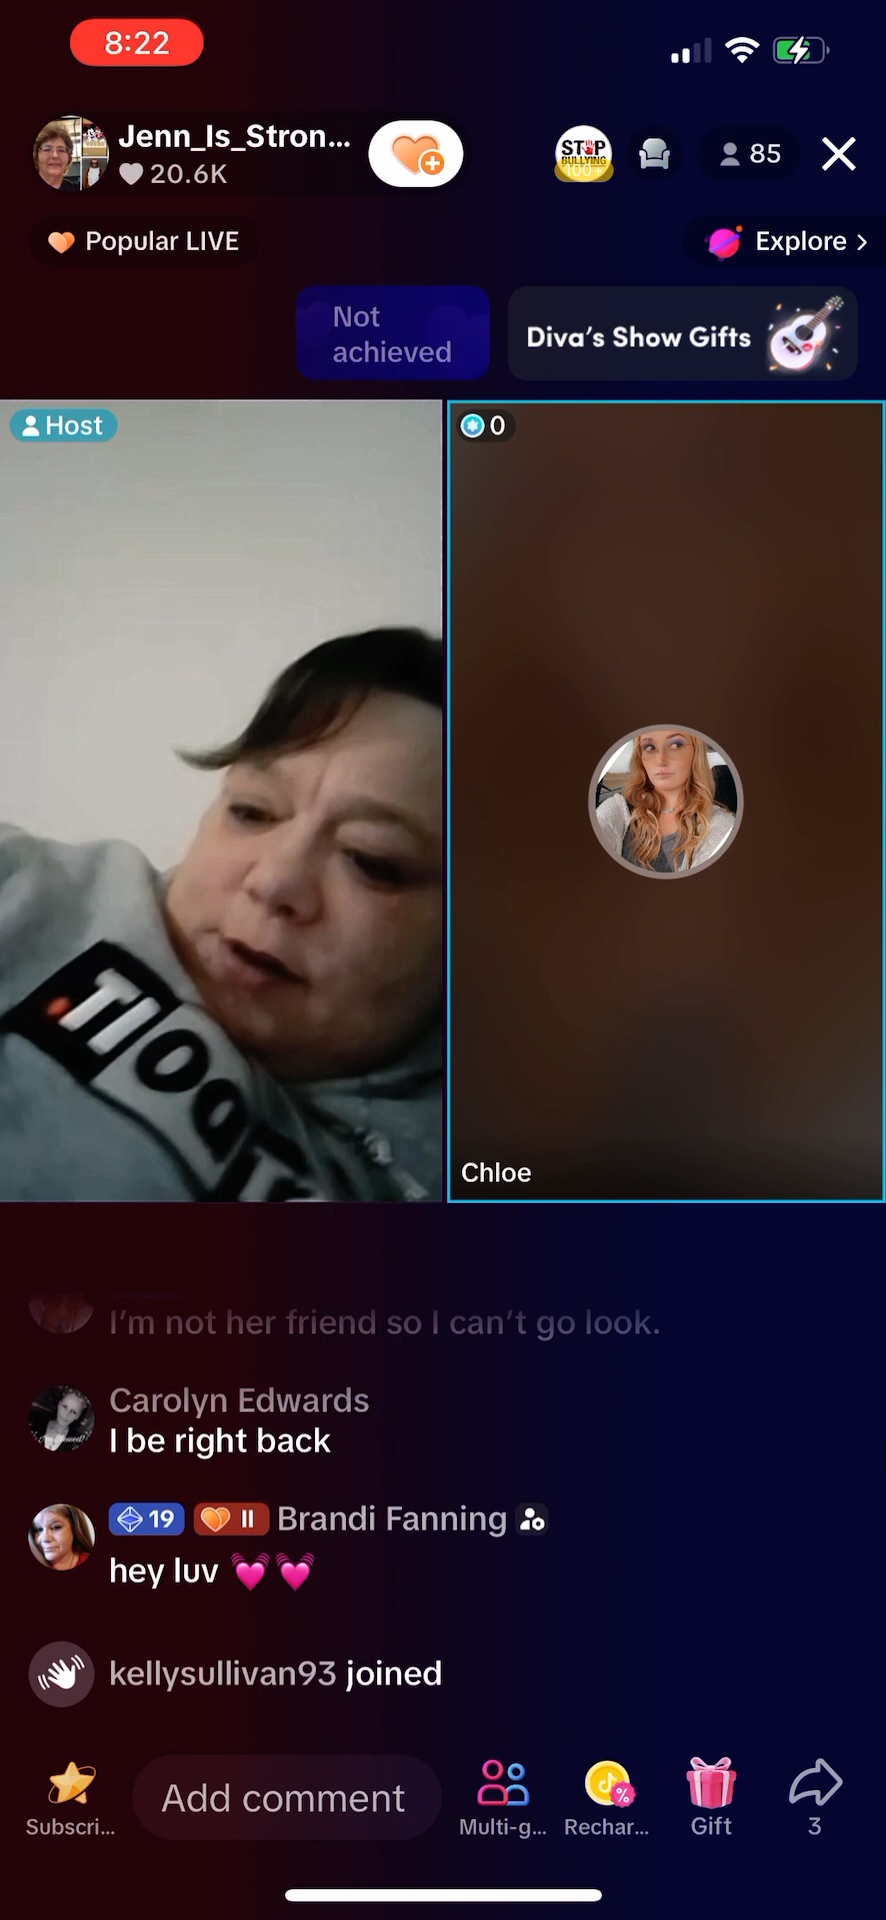 8:22
Jenn_Is_Stron...
20.6K
STOP
BULLYING
100+
85
Popular LIVE
Explore >
Not
achieved
Diva's Show Gifts
Host
0
Chloe
I'm not her friend so I can't go look.
Carolyn Edwards
I be right back
19 II Brandi Fanning
hey luv 💓💓
kellysullivan93 joined
Subscri...
Add comment
Multi-g...
Rechar...
Gift
3